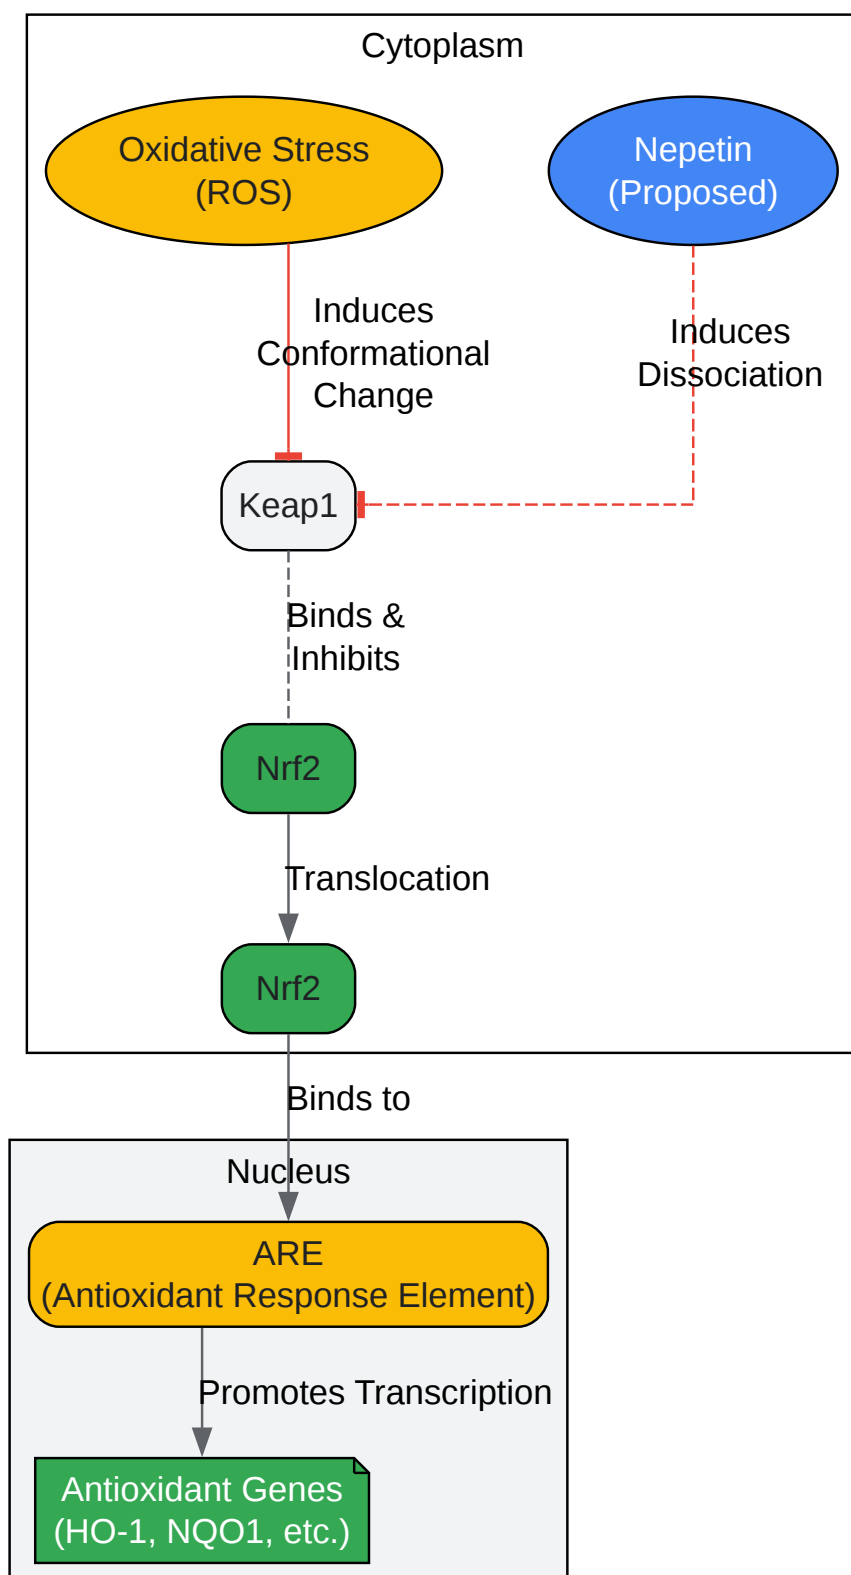 Cytoplasm
Oxidative Stress
(ROS)
Nepetin
(Proposed)
Induces
Conformational
Change
Induces
Dissociation
Keap1
Binds &
Inhibits
Nrf2
Translocation
Nrf2
Binds to
Nucleus
ARE
(Antioxidant Response Element)
Promotes Transcription
Antioxidant Genes
(HO-1, NQO1, etc.)